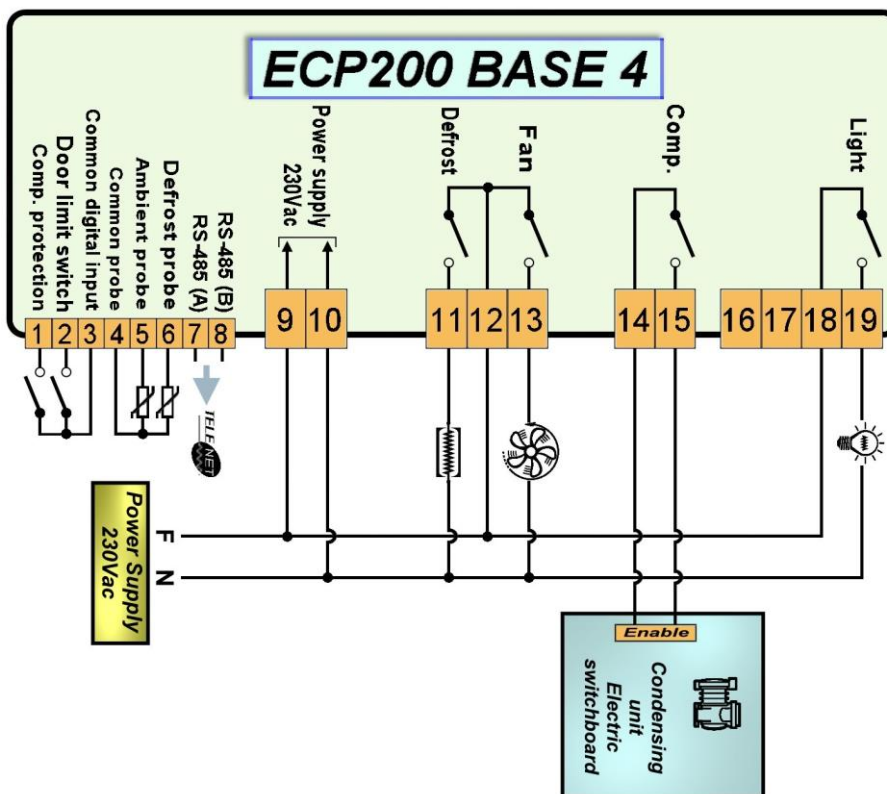 ECP200 BASE 4
Comp. protection
Door limit switch
Common digital input
Common probe
Ambient probe
Defrost probe
RS-485 (A)
RS-485 (B)
Power supply
230Vac
Defrost
Fan
Comp.
Light
1 2 3 4 5 6 7 8
9 10
11 12 13
14 15
16 17 18 19
TELENET
Power Supply
230Vac
F
N
Enable
Condensing
unit
Electric
switchboard